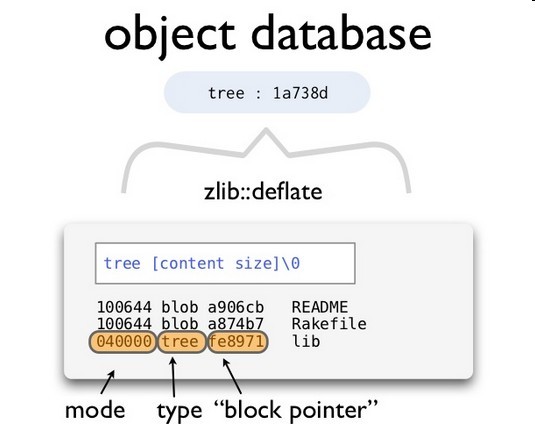 object database
tree : 1a738d
zlib::deflate
tree [content size]\0
100644 blob a906cb README
100644 blob a874b7 Rakefile
040000 tree fe8971 lib
mode type “block pointer”